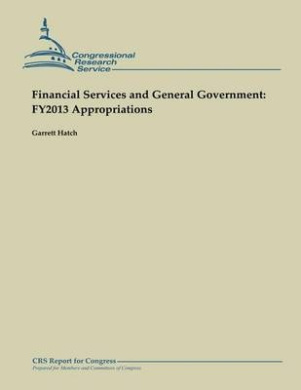 Congressional
Research
Service
Financial Services and General Government:
FY2013 Appropriations
Garrett Hatch
CRS Report for Congress
Prepared for Members and Committees of Congress